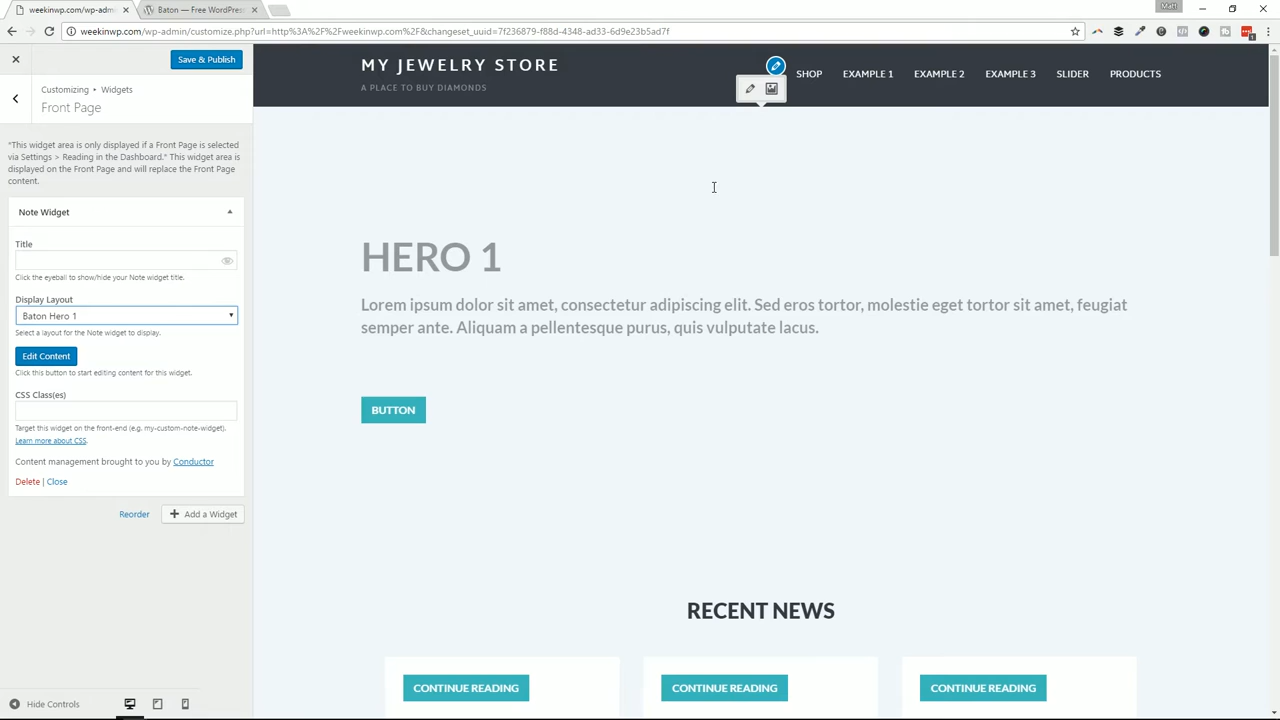 weekinwp.com/wp-adm
Baton — Free WordPress
Matt
weekinwp.com/wp-admin/customize.php?url=http%3A%2F%2Fweekinwp.com%2F&changeset_uuid=7f236879-f88d-4348-ad33-6d9e23b5ad7f
Save & Publish
Customizing • Widgets
Front Page
"This widget area is only displayed if a Front Page is selected
via Settings > Reading in the Dashboard." This widget area is
displayed on the Front Page and will replace the Front Page
content.
Note Widget
Title
Click the eyeball to show/hide your Note widget title.
Display Layout
Baton Hero 1
Select a layout for the Note widget to display.
Edit Content
Click this button to start editing content for this widget.
CSS Class(es)
Target this widget on the front-end (e.g. my-custom-note-widget).
Learn more about CSS.
Content management brought to you by Conductor
Delete | Close
Reorder
Add a Widget
Hide Controls
MY JEWELRY STORE
A PLACE TO BUY DIAMONDS
SHOP EXAMPLE 1 EXAMPLE 2 EXAMPLE 3 SLIDER PRODUCTS
HERO 1
Lorem ipsum dolor sit amet, consectetur adipiscing elit. Sed eros tortor, molestie eget tortor sit amet, feugiat
semper ante. Aliquam a pellentesque purus, quis vulputate lacus.
BUTTON
RECENT NEWS
CONTINUE READING CONTINUE READING CONTINUE READING